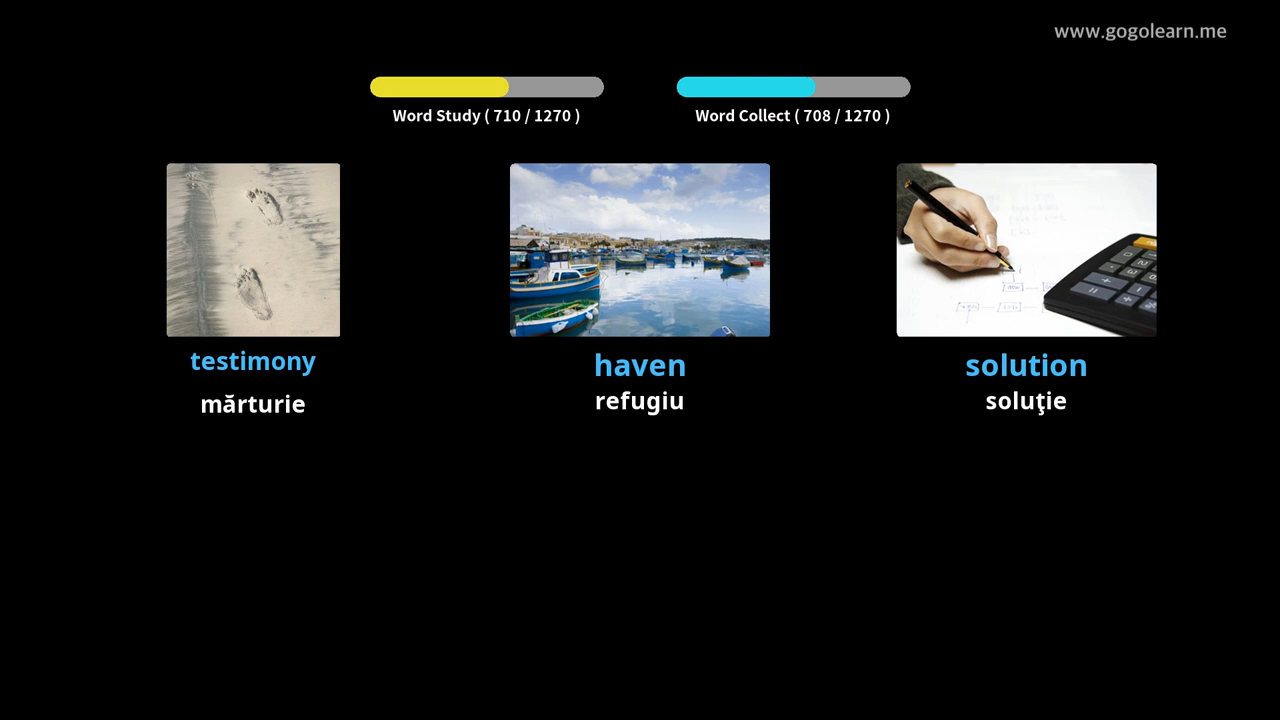 www.gogolearn.me
Word Study ( 710 / 1270 )
Word Collect ( 708 / 1270 )
testimony
mărturie
haven
refugiu
solution
soluţie